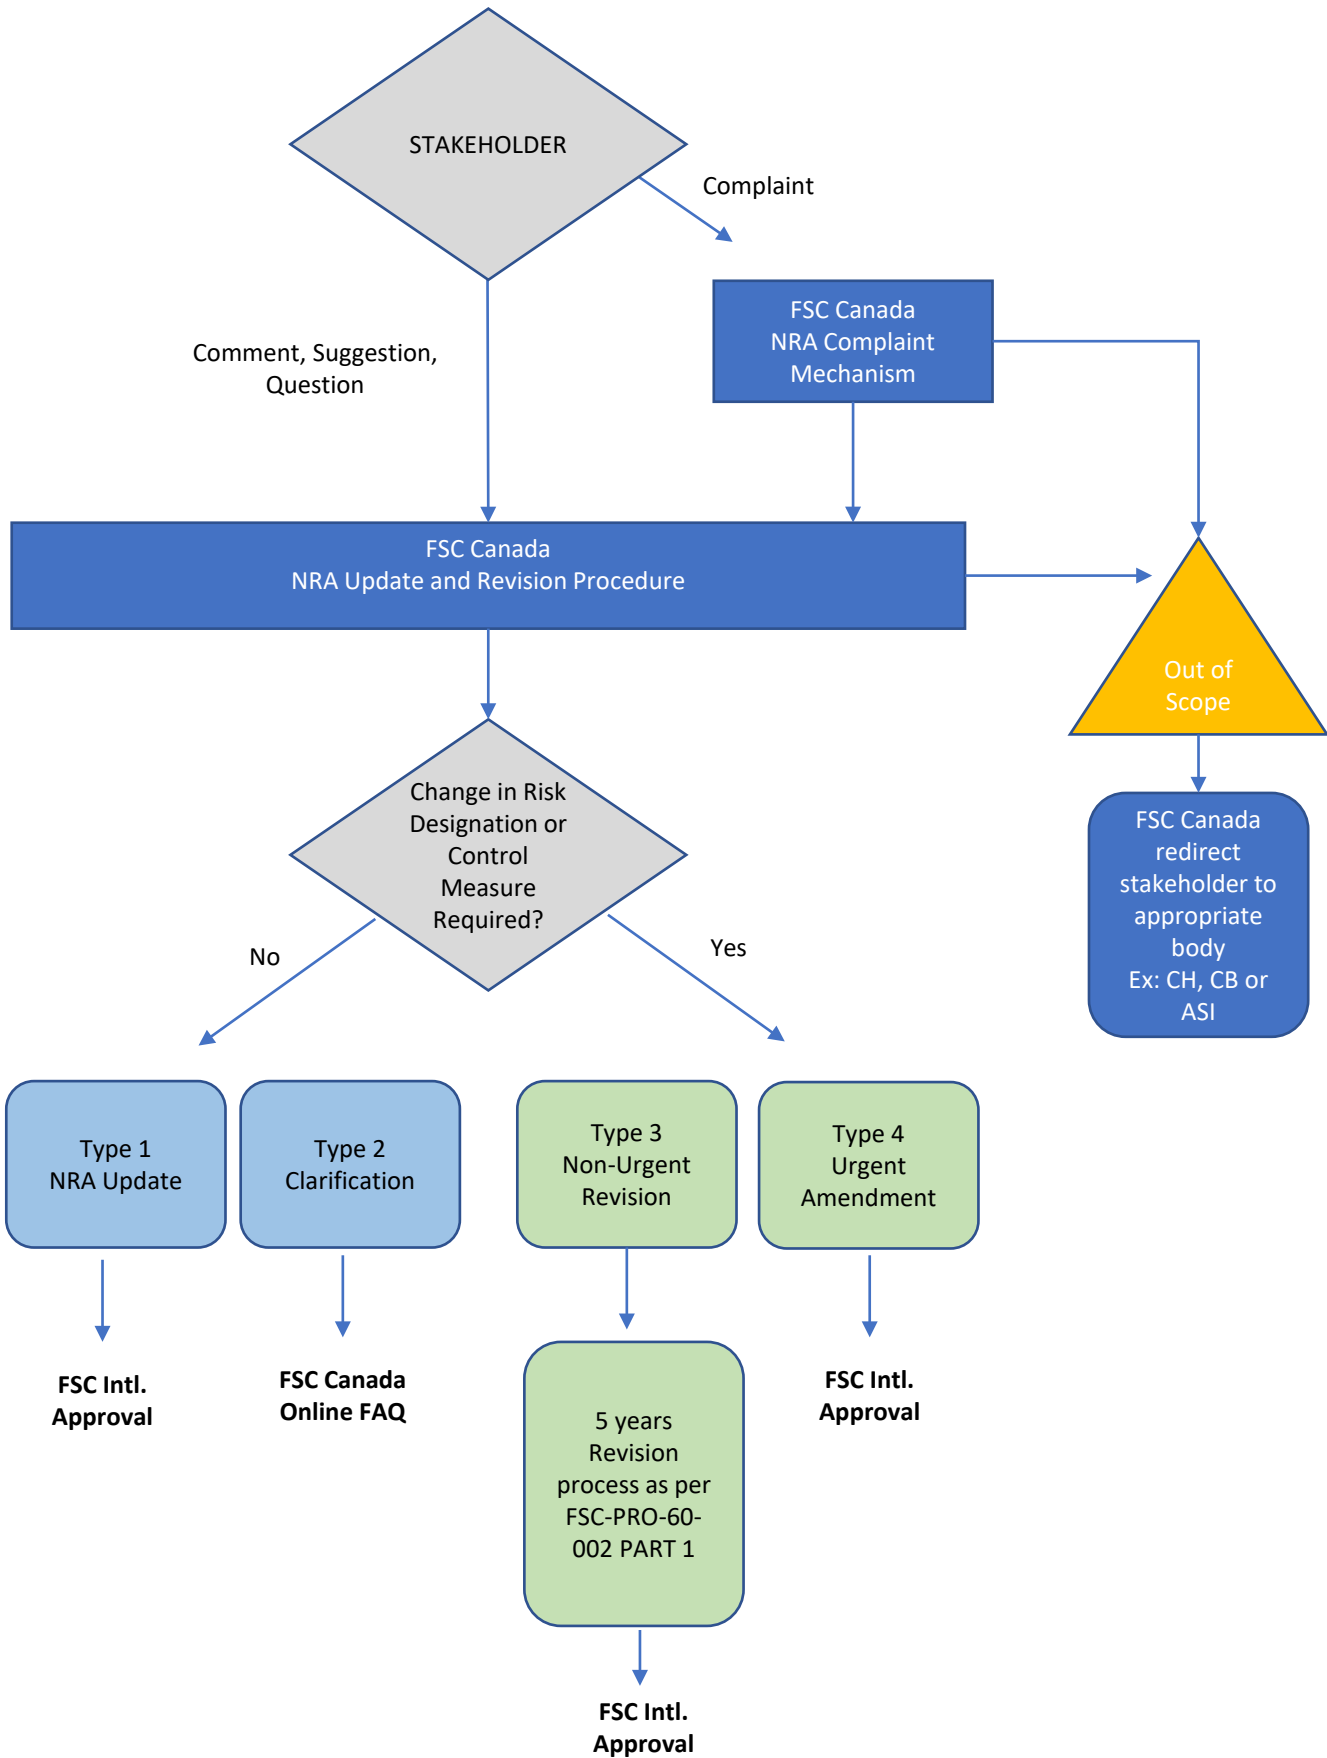 STAKEHOLDER
Complaint
FSC Canada
NRA Complaint
Mechanism
Comment, Suggestion,
Question
FSC Canada
NRA Update and Revision Procedure
Out of
Scope
Change in Risk
Designation or
Control
Measure
Required?
FSC Canada
redirect
stakeholder to
appropriate
body
Ex: CH, CB or
ASI
No
Yes
Type 1
NRA Update
Type 2
Clarification
Type 3
Non-Urgent
Revision
Type 4
Urgent
Amendment
FSC Intl.
Approval
FSC Canada
Online FAQ
5 years
Revision
process as per
FSC-PRO-60-
002 PART 1
FSC Intl.
Approval
FSC Intl.
Approval